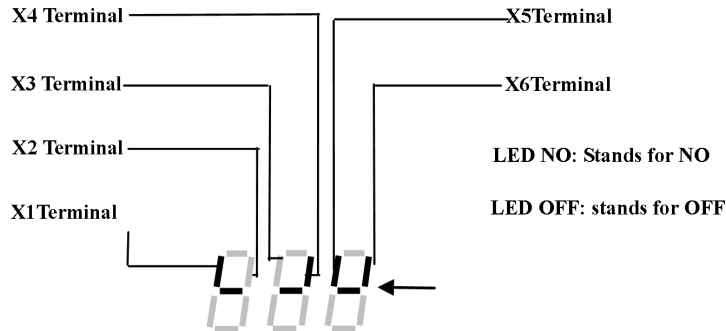 X4 Terminal
X5Terminal
X3 Terminal
X6Terminal
X2 Terminal
LED NO: Stands for NO
X1Terminal
LED OFF: stands for OFF